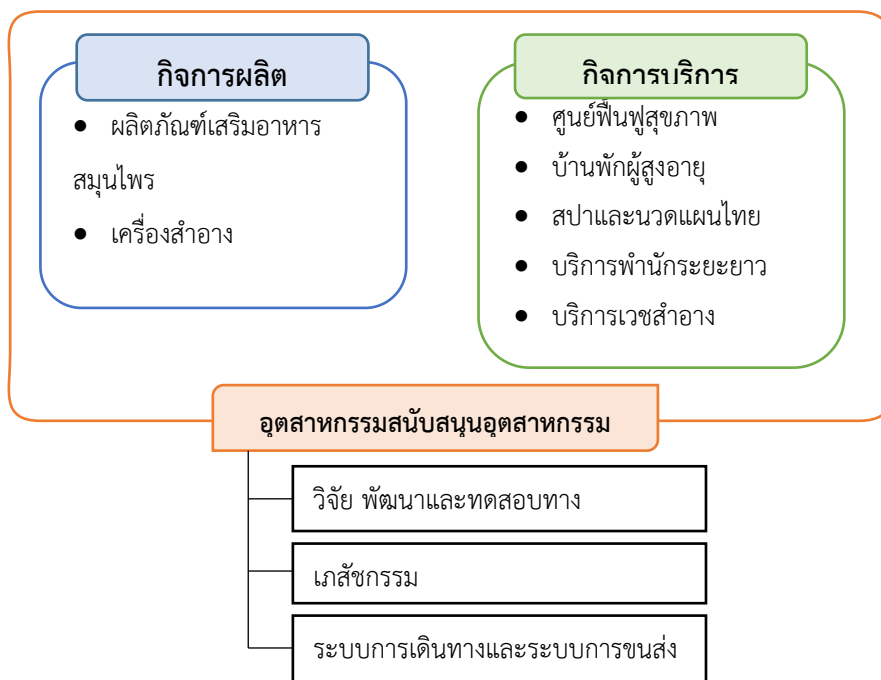 กิจการผลิต
• ผลิตภัณฑ์เสริมอาหาร
สมุนไพร
• เครื่องสำอาง
กิจการบริการ
• ศูนย์ฟื้นฟูสุขภาพ
• บ้านพักผู้สูงอายุ
• สปาและนวดแผนไทย
• บริการพำนักระยะยาว
• บริการเวชสำอาง
อุตสาหกรรมสนับสนุนอุตสาหกรรม
วิจัย พัฒนาและทดสอบทาง
เภสัชกรรม
ระบบการเดินทางและระบบการขนส่ง